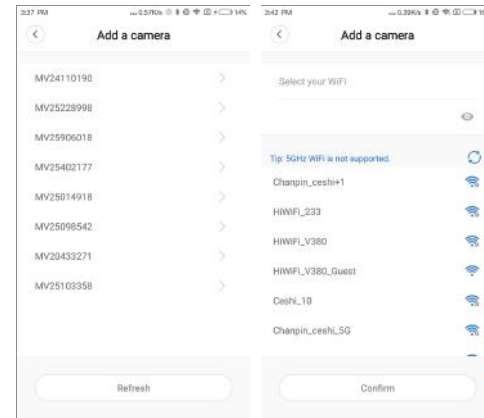 3:37 PM
Add a camera
MV24110190
MV25228998
MV25906018
MV25402177
MV25014918
MV25098542
MV20433271
MV25103358
Refresh
3:42 PM
Add a camera
Select your WiFi
Tip: 5GHz WiFi is not supported.
Chanpin_ceshi+1
HiWiFi_233
HiWiFi_V380
HiWiFi_V380_Guest
Ceshi_10
Chanpin_ceshi_5G
Confirm